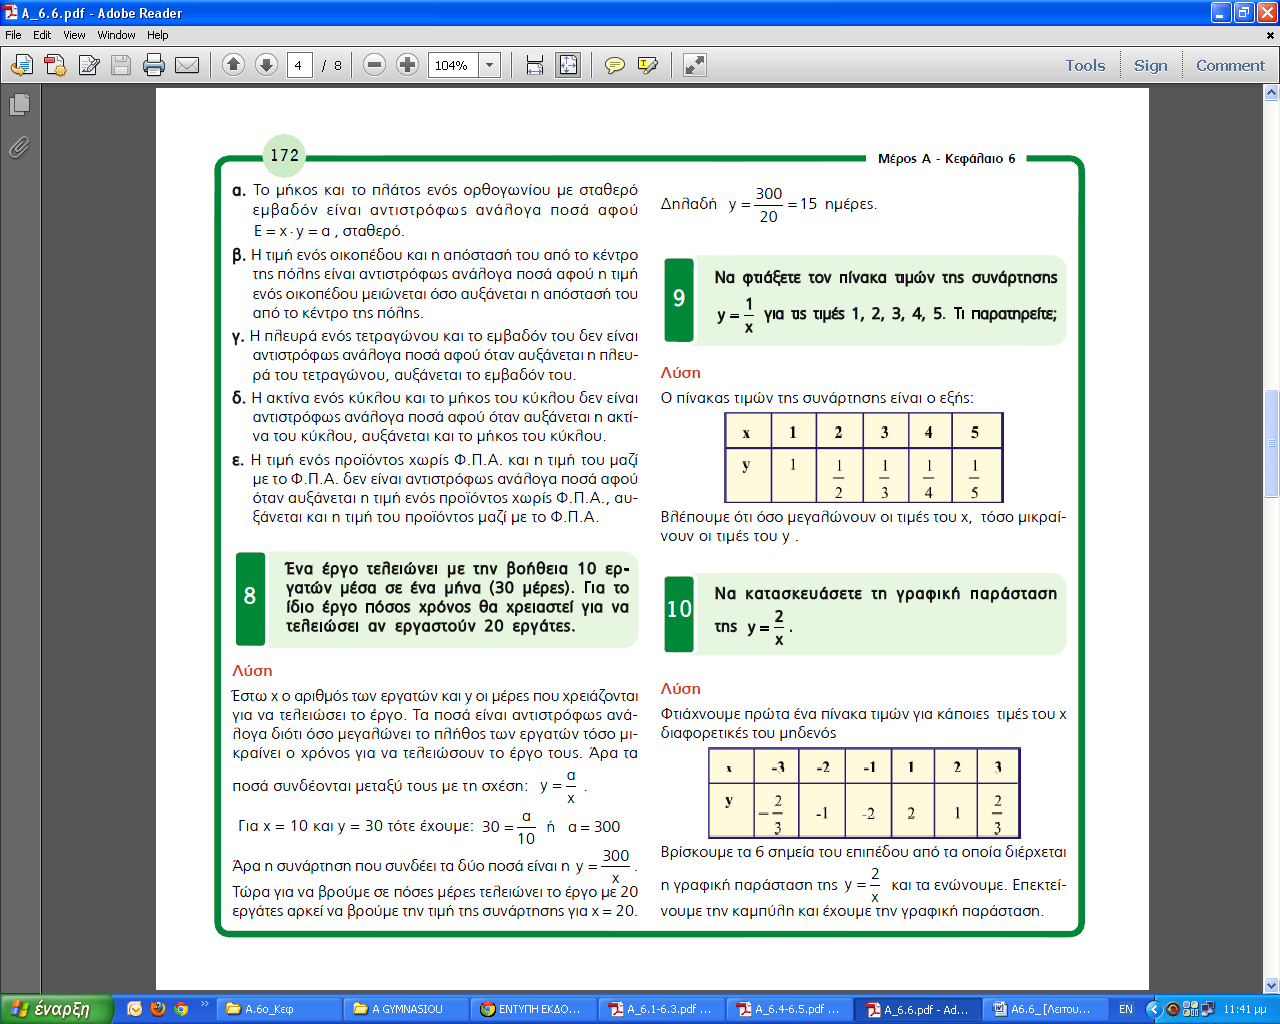 A_6.6.pdf - Adobe Reader
File Edit View Window Help
4 / 8 104% Tools Sign Comment
172
Μέρος Α - Κεφάλαιο 6
α. Το μήκος και το πλάτος ενός ορθογωνίου με σταθερό
εμβαδόν είναι αντιστρόφως ανάλογα ποσά αφού
E = x · y = α , σταθερό.
β. Η τιμή ενός οικοπέδου και η απόστασή του από το κέντρο
της πόλης είναι αντιστρόφως ανάλογα ποσά αφού η τιμή
ενός οικοπέδου μειώνεται όσο αυξάνεται η απόστασή του
από το κέντρο της πόλης.
γ. Η πλευρά ενός τετραγώνου και το εμβαδόν του δεν είναι
αντιστρόφως ανάλογα ποσά αφού όταν αυξάνεται η πλευ-
ρά του τετραγώνου, αυξάνεται το εμβαδόν του.
δ. Η ακτίνα ενός κύκλου και το μήκος του κύκλου δεν είναι
αντιστρόφως ανάλογα ποσά αφού όταν αυξάνεται η ακτί-
να του κύκλου, αυξάνεται και το μήκος του κύκλου.
ε. Η τιμή ενός προϊόντος χωρίς Φ.Π.Α. και η τιμή του μαζί
με το Φ.Π.Α. δεν είναι αντιστρόφως ανάλογα ποσά αφού
όταν αυξάνεται η τιμή ενός προϊόντος χωρίς Φ.Π.Α., αυ-
ξάνεται και η τιμή του προϊόντος μαζί με το Φ.Π.Α.
8
Ένα έργο τελειώνει με την βοήθεια 10 ερ-
γατών μέσα σε ένα μήνα (30 μέρες). Για το
ίδιο έργο πόσος χρόνος θα χρειαστεί για να
τελειώσει αν εργαστούν 20 εργάτες.
Λύση
Έστω x ο αριθμός των εργατών και y οι μέρες που χρειάζονται
για να τελειώσει το έργο. Τα ποσά είναι αντιστρόφως ανά-
λογα διότι όσο μεγαλώνει το πλήθος των εργατών τόσο μι-
κραίνει ο χρόνος για να τελειώσουν το έργο τους. Άρα τα
ποσά συνδέονται μεταξύ τους με τη σχέση: y = α/x .
Για x = 10 και y = 30 τότε έχουμε: 30 = α/10 ή α = 300
Άρα η συνάρτηση που συνδέει τα δύο ποσά είναι η y = 300/x .
Τώρα για να βρούμε σε πόσες μέρες τελειώνει το έργο με 20
εργάτες αρκεί να βρούμε την τιμή της συνάρτησης για x = 20.
Δηλαδή y = 300/20 = 15 ημέρες.
9
Να φτιάξετε τον πίνακα τιμών της συνάρτησης
y = 1/x για τις τιμές 1, 2, 3, 4, 5. Τι παρατηρείτε;
Λύση
Ο πίνακας τιμών της συνάρτησης είναι ο εξής:
x 1 2 3 4 5
y 1 1/2 1/3 1/4 1/5
Βλέπουμε ότι όσο μεγαλώνουν οι τιμές του x, τόσο μικραί-
νουν οι τιμές του y .
10
Να κατασκευάσετε τη γραφική παράσταση
της y = 2/x .
Λύση
Φτιάχνουμε πρώτα ένα πίνακα τιμών για κάποιες τιμές του x
διαφορετικές του μηδενός
x -3 -2 -1 1 2 3
y -2/3 -1 -2 2 1 2/3
Βρίσκουμε τα 6 σημεία του επιπέδου από τα οποία διέρχεται
η γραφική παράσταση της y = 2/x και τα ενώνουμε. Επεκτεί-
νουμε την καμπύλη και έχουμε την γραφική παράσταση.
έναρξη » Α.6ο_Κεφ Α GYMNASIOU ΕΝΤΥΠΗ ΕΚΔΟ... A_6.1-6.3.pdf ... A_6.4-6.5.pdf ... A_6.6.pdf - Ad... Α6.6_ [Λειτου... EN 11:41 μμ